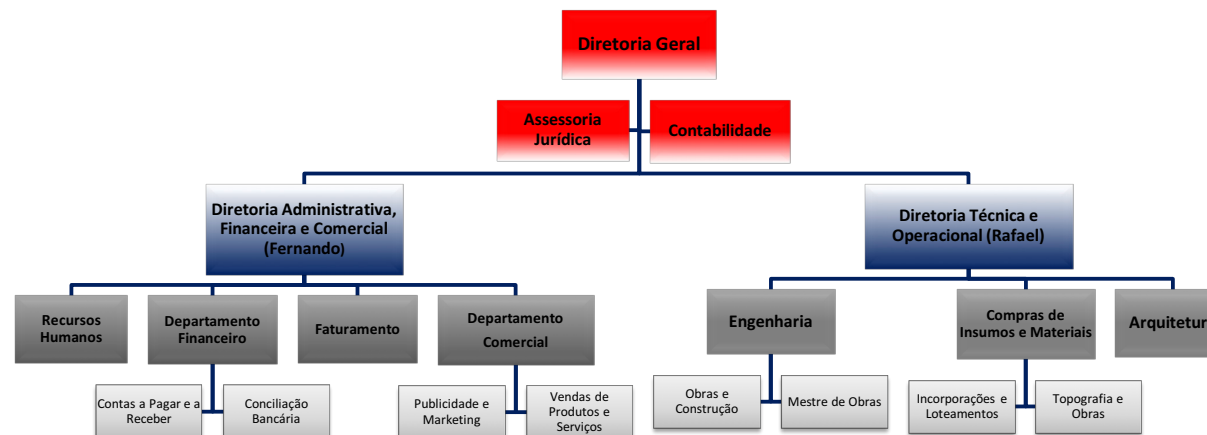 Diretoria Geral
Assessoria
Jurídica
Contabilidade
Diretoria Administrativa,
Financeira e Comercial
(Fernando)
Diretoria Técnica e
Operacional (Rafael)
Recursos
Humanos
Departamento
Financeiro
Faturamento
Departamento
Comercial
Engenharia
Compras de
Insumos e Materiais
Arquitetur
Contas a Pagar e a
Receber
Conciliação
Bancária
Publicidade e
Marketing
Vendas de
Produtos e
Serviços
Obras e
Construção
Mestre de Obras
Incorporações e
Loteamentos
Topografia e
Obras